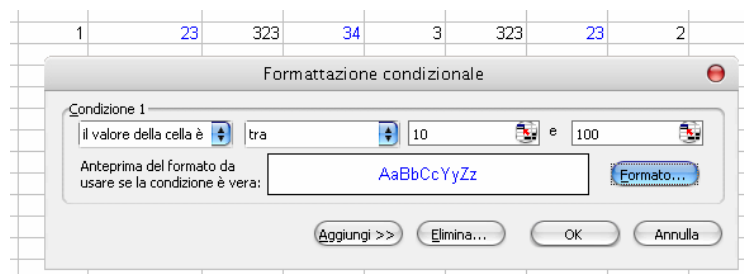 1 23 323 34 3 323 23 2
Formattazione condizionale
Condizione 1
il valore della cella è tra 10 e 100
Anteprima del formato da
usare se la condizione è vera:
AaBbCcYyZz
Formato...
Aggiungi >> Elimina... OK Annulla